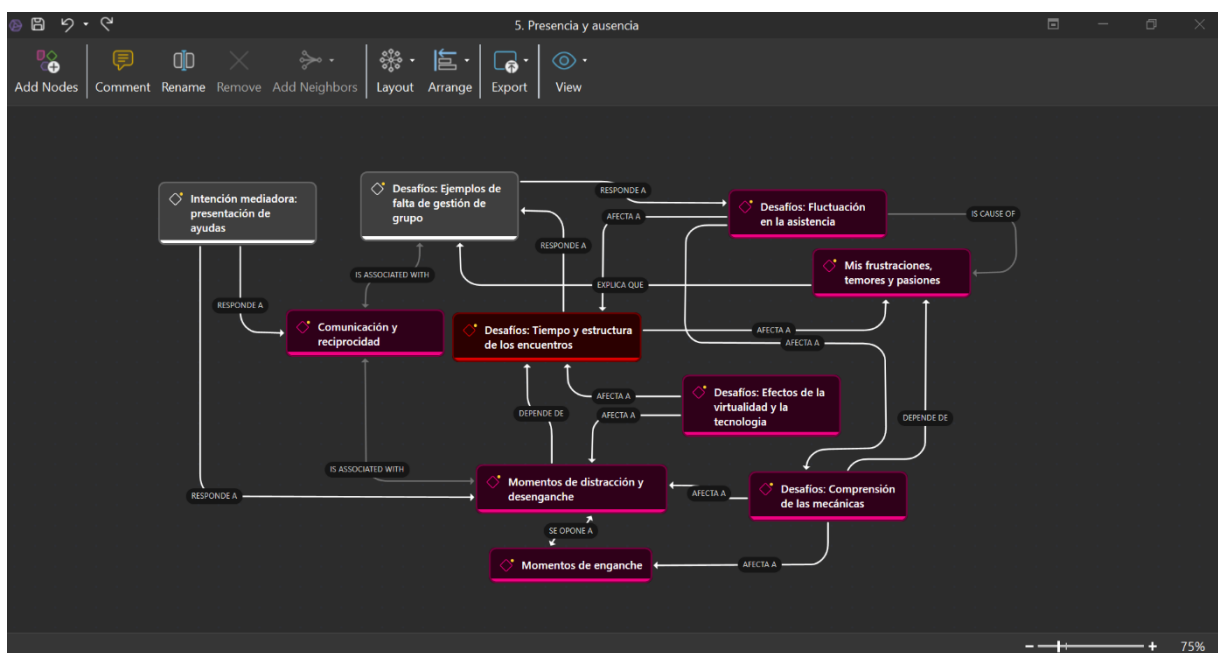 5. Presencia y ausencia
Add Nodes
Comment
Rename
Remove
Add Neighbors
Layout
Arrange
Export
View
Intención mediadora:
presentación de
ayudas
Desafíos: Ejemplos de
falta de gestión de
grupo
RESPONDE A
Desafíos: Fluctuación
en la asistencia
IS CAUSE OF
AFECTA A
RESPONDE A
Mis frustraciones,
temores y pasiones
IS ASSOCIATED WITH
EXPLICA QUE
RESPONDE A
Comunicación y
reciprocidad
Desafíos: Tiempo y estructura
de los encuentros
AFECTA A
AFECTA A
Desafíos: Efectos de la
virtualidad y la
tecnologia
AFECTA A
DEPENDE DE
AFECTA A
DEPENDE DE
IS ASSOCIATED WITH
Momentos de distracción y
desenganche
RESPONDE A
AFECTA A
Desafíos: Comprensión
de las mecánicas
SE OPONE A
Momentos de enganche
AFECTA A
75%